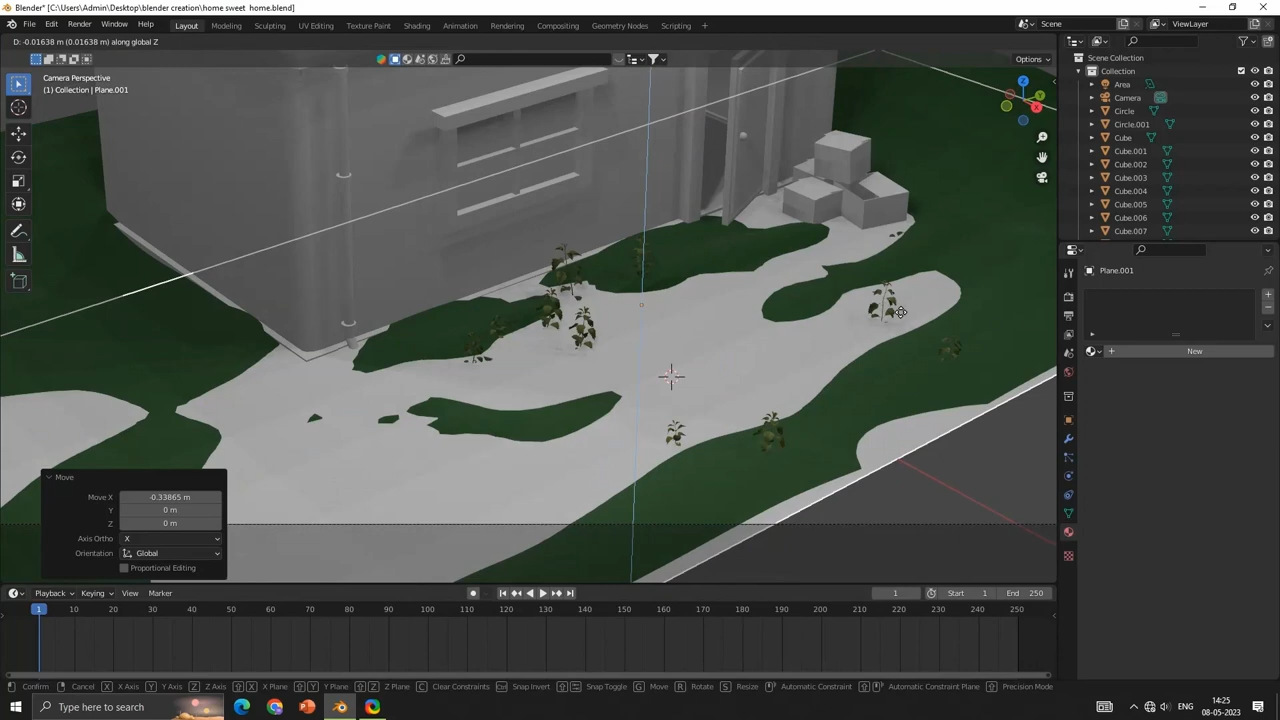 Blender* [C:\Users\Admin\Desktop\blender creation\home sweet  home.blend]
File Edit Render Window Help Layout Modeling Sculpting UV Editing Texture Paint Shading Animation Rendering Compositing Geometry Nodes Scripting + Scene ViewLayer
D: -0.01638 m (0.01638 m) along global Z
Options
Camera Perspective
(1) Collection | Plane.001
Scene Collection
Collection
Area
Camera
Circle
Circle.001
Cube
Cube.001
Cube.002
Cube.003
Cube.004
Cube.005
Cube.006
Cube.007
Plane.001
+ New
Move
Move X -0.33865 m
Y 0 m
Z 0 m
Axis Ortho X
Orientation Global
Proportional Editing
Playback Keying View Marker 1 Start 1 End 250
1 10 20 30 40 50 60 70 80 90 100 110 120 130 140 150 160 170 180 190 200 210 220 230 240 250
Confirm Cancel X X Axis Y Y Axis Z Z Axis X X Plane Y Y Plane Z Z Plane C Clear Constraints Ctrl Snap Invert Snap Toggle G Move R Rotate S Resize Automatic Constraint Automatic Constraint Plane Precision Mode
Type here to search
ENG
14:25
08-05-2023